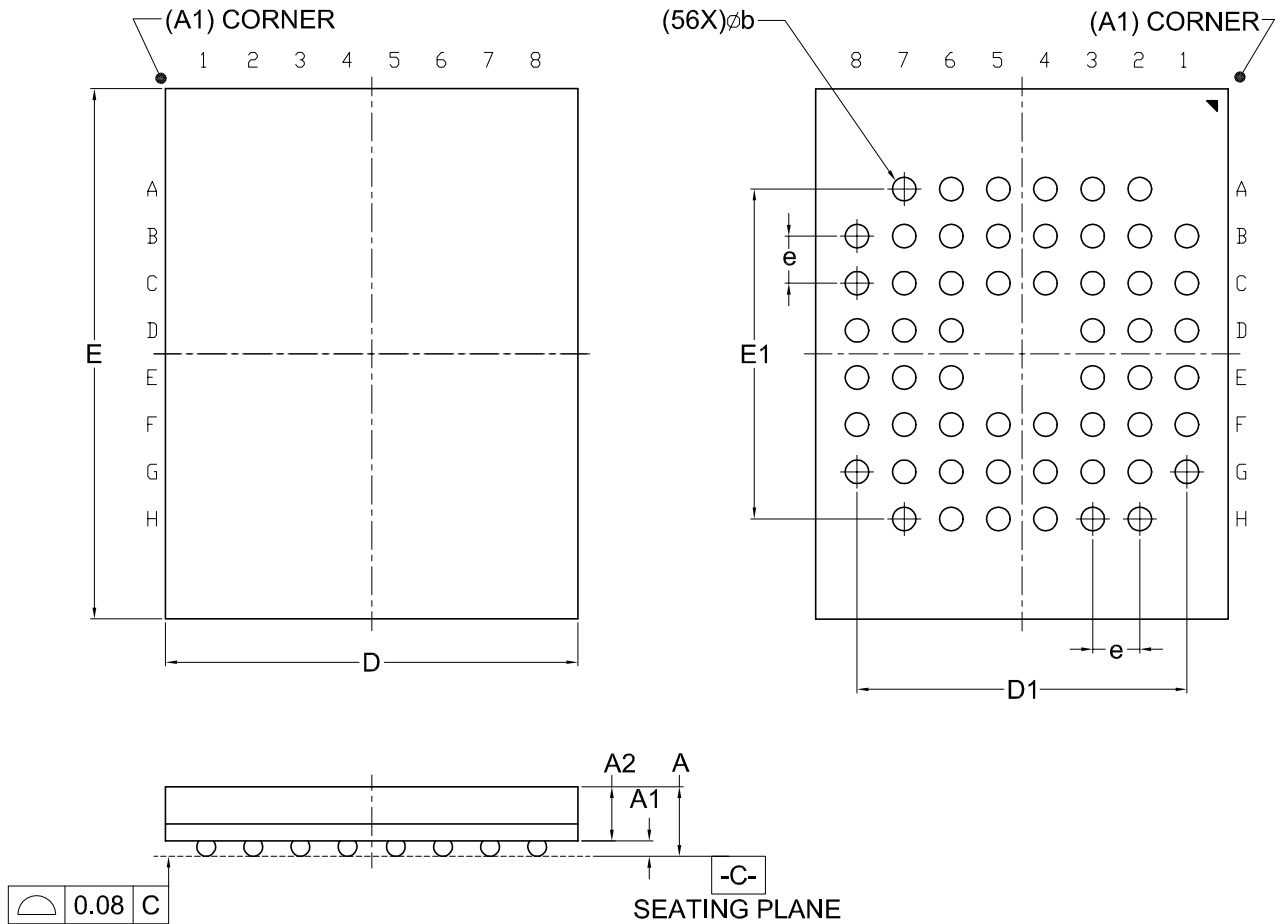 (A1) CORNER
(56X)⌀b
(A1) CORNER
1 2 3 4 5 6 7 8
8 7 6 5 4 3 2 1
A
B
C
D
E
F
G
H
E
D
e
E1
A
B
C
D
E
F
G
H
e
D1
A2
A
A1
-C-
SEATING PLANE
0.08 C